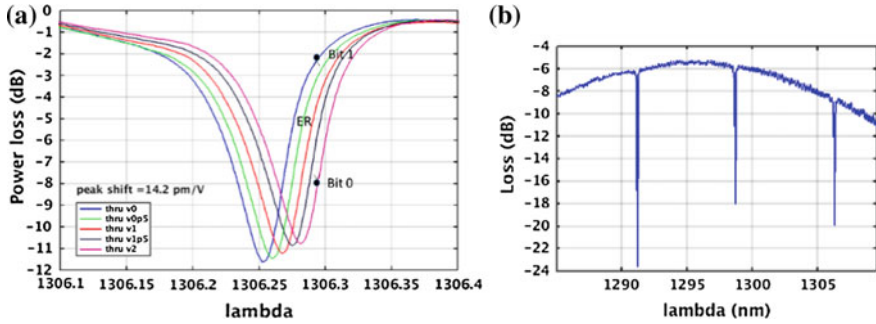 (a)
0
-1
-2
-3
-4
-5
-6
-7
-8
-9
-10
-11
-12
Power loss (dB)
Bit 1
ER
Bit 0
peak shift =14.2 pm/V
thru v0
thru v0p5
thru v1
thru v1p5
thru v2
1306.1 1306.15 1306.2 1306.25 1306.3 1306.35 1306.4
lambda
(b)
-4
-6
-8
-10
-12
-14
-16
-18
-20
-22
-24
Loss (dB)
1290 1295 1300 1305
lambda (nm)